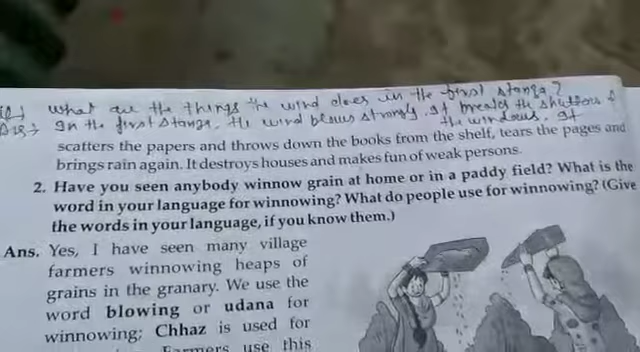 what are the things the wind does in the first stanza?
Ans → In the first stanza, the wind blows strongly. It breaks the shutters of
the windows. It
scatters the papers and throws down the books from the shelf, tears the pages and
brings rain again. It destroys houses and makes fun of weak persons.
2. Have you seen anybody winnow grain at home or in a paddy field? What is the
word in your language for winnowing? What do people use for winnowing? (Give
the words in your language, if you know them.)
Ans. Yes, I have seen many village
farmers winnowing heaps of
grains in the granary. We use the
word blowing or udana for
winnowing; Chhaz is used for
Farmers use this